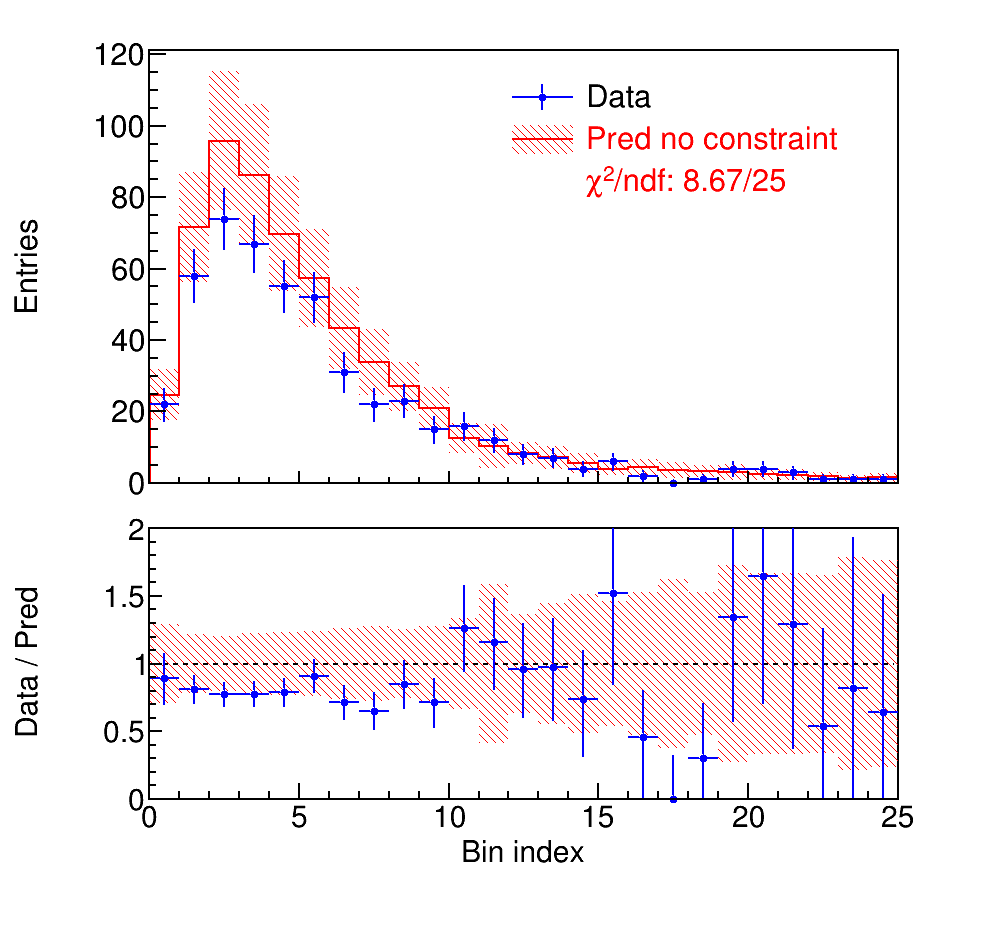 120
100
80
60
40
20
0
Entries
Data
Pred no constraint
χ²/ndf: 8.67/25
2
1.5
1
0.5
0
Data / Pred
0 5 10 15 20 25
Bin index